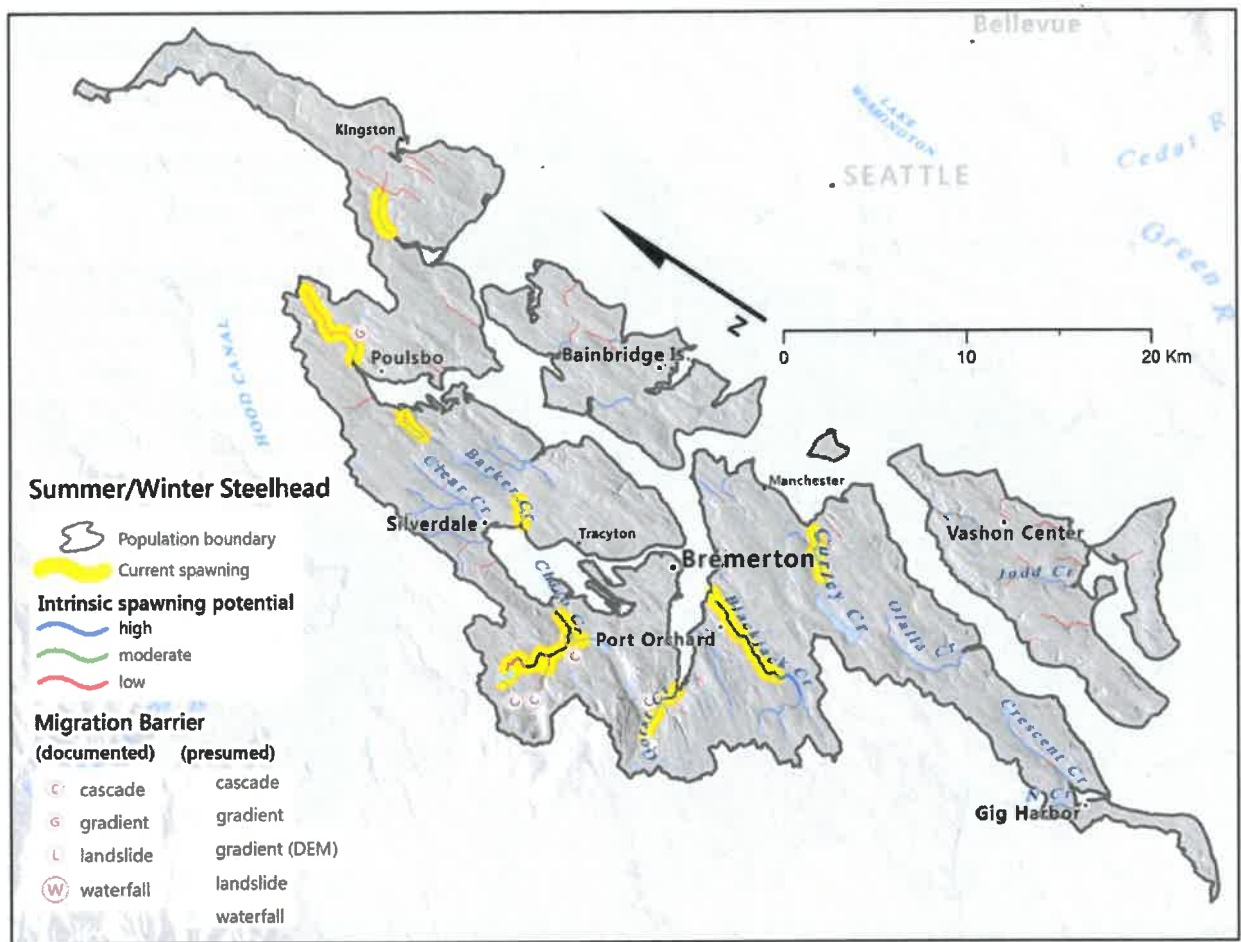 Bellevue
Kingston
LAKE
WASHINGTON
Cedar R
SEATTLE
Green R
N
HOOD CANAL
0 10 20 Km
Poulsbo
Bainbridge Is.
Summer/Winter Steelhead
Population boundary
Current spawning
Intrinsic spawning potential
high
moderate
low
Migration Barrier
(documented) (presumed)
C cascade cascade
G gradient gradient
L landslide gradient (DEM)
W waterfall landslide
waterfall
Barker Cr
Clear Cr
Silverdale
Tracyton
Manchester
Vashon Center
Judd Cr
Bremerton
Curley Cr
Olalla Cr
Port Orchard
Blackjack Cr
G
C
C C
C C
Crescent Cr
N Cr
Gig Harbor